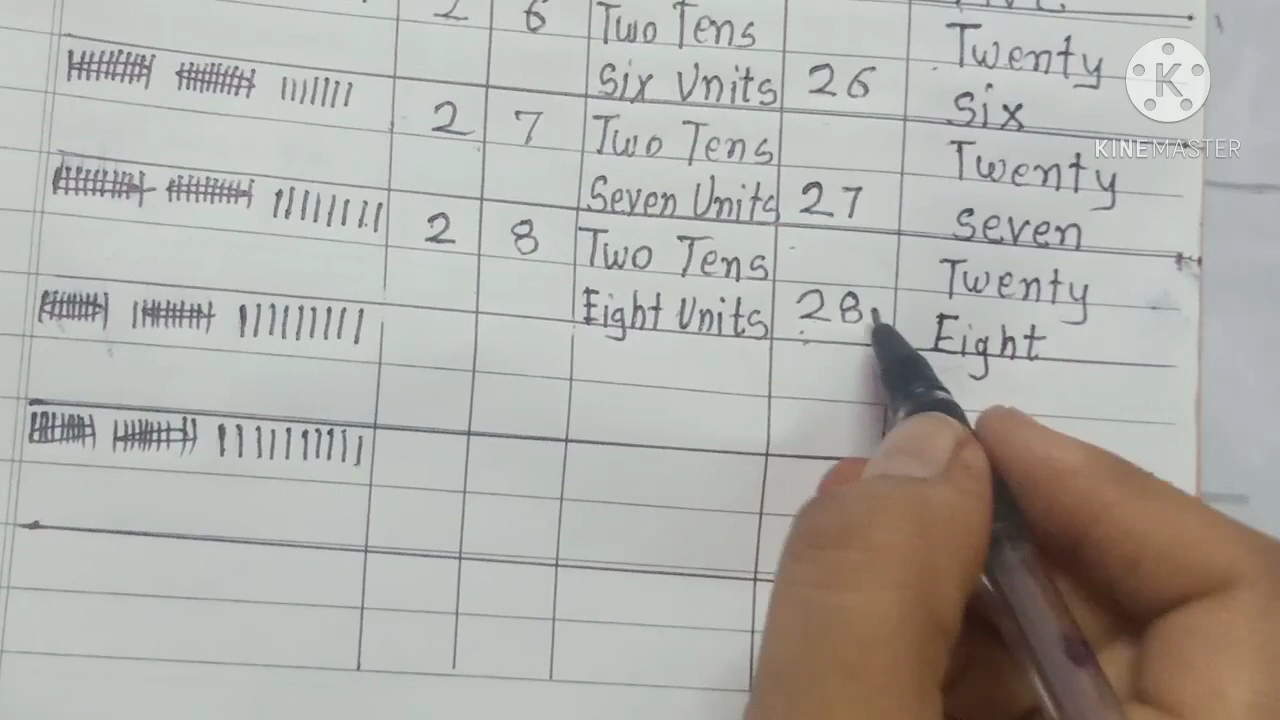 2 6 Two Tens
Six Units 26 Twenty
Six
2 7 Two Tens
Seven Units 27 Twenty
Seven
2 8 Two Tens
Eight Units 28 Twenty
Eight
K
KINEMASTER